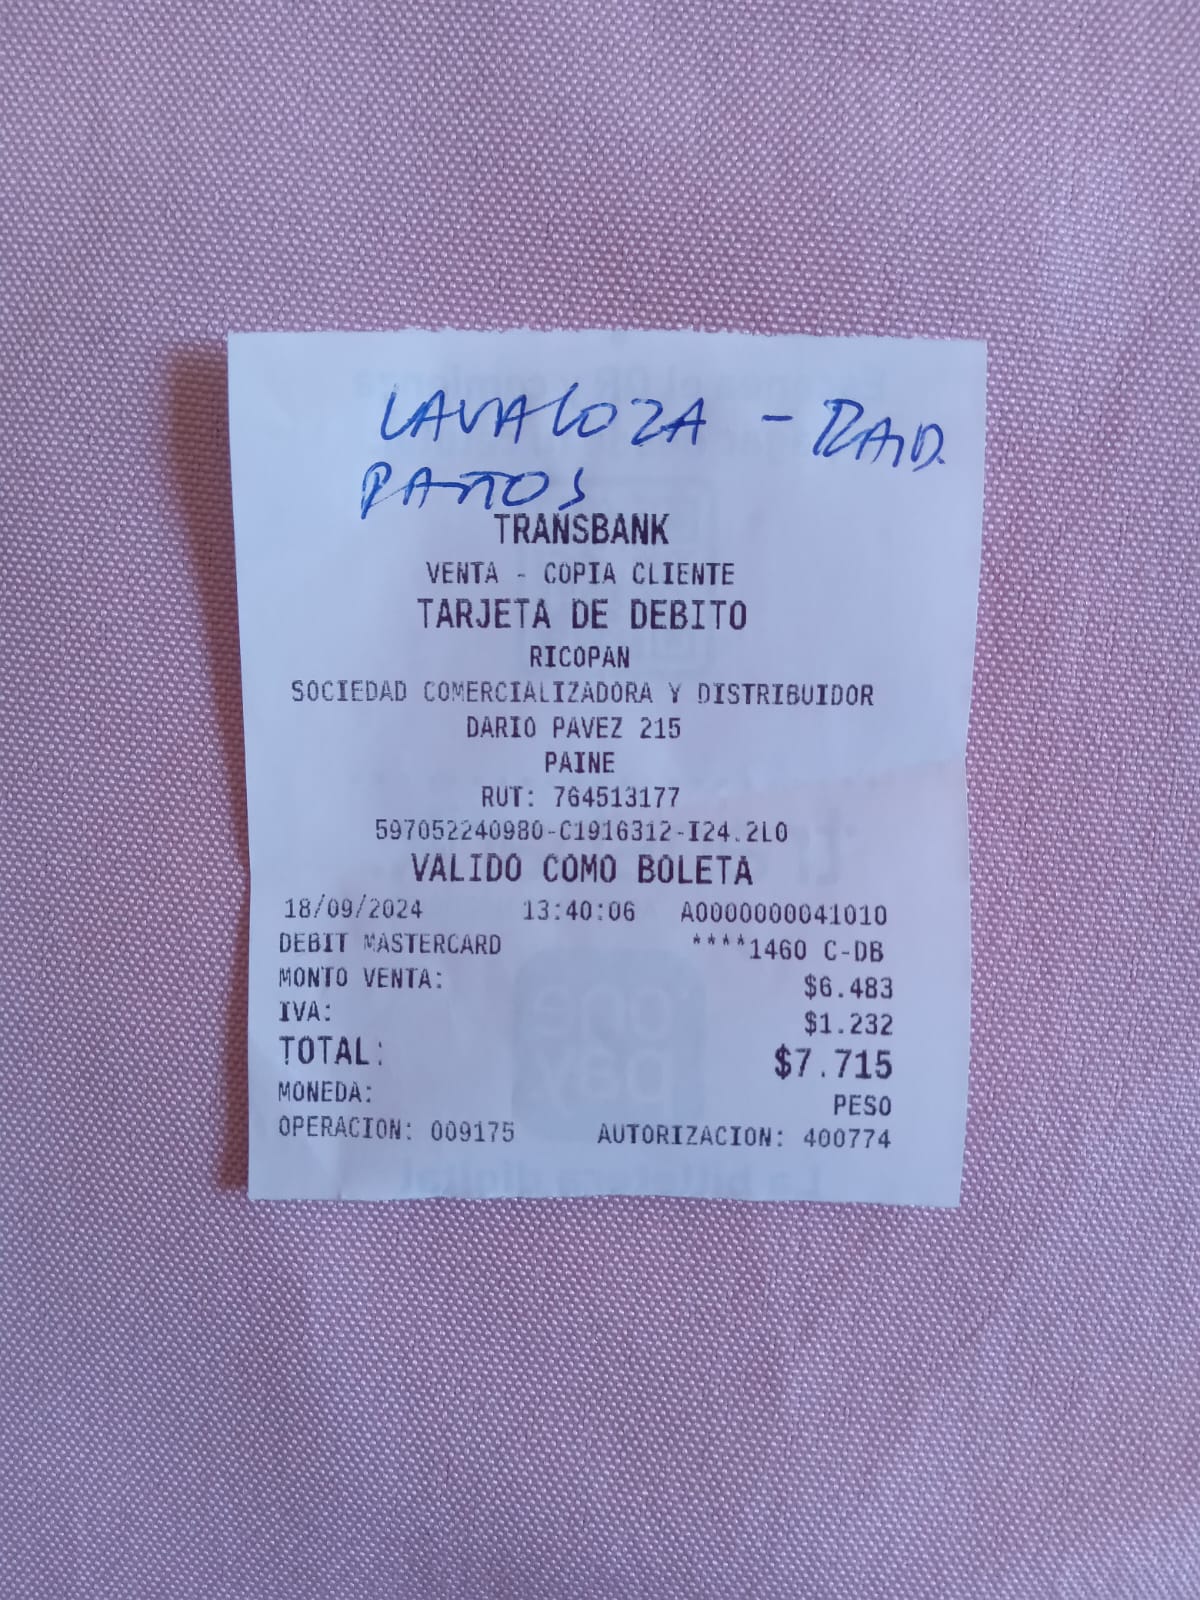 LAVALOZA - RAID.
PAÑOS
TRANSBANK
VENTA - COPIA CLIENTE
TARJETA DE DEBITO
RICOPAN
SOCIEDAD COMERCIALIZADORA Y DISTRIBUIDOR
DARIO PAVEZ 215
PAINE
RUT: 764513177
597052240980-C1916312-I24.2L0
VALIDO COMO BOLETA
18/09/2024 13:40:06 A0000000041010
DEBIT MASTERCARD ****1460 C-DB
MONTO VENTA: $6.483
IVA: $1.232
TOTAL: $7.715
MONEDA: PESO
OPERACION: 009175 AUTORIZACION: 400774